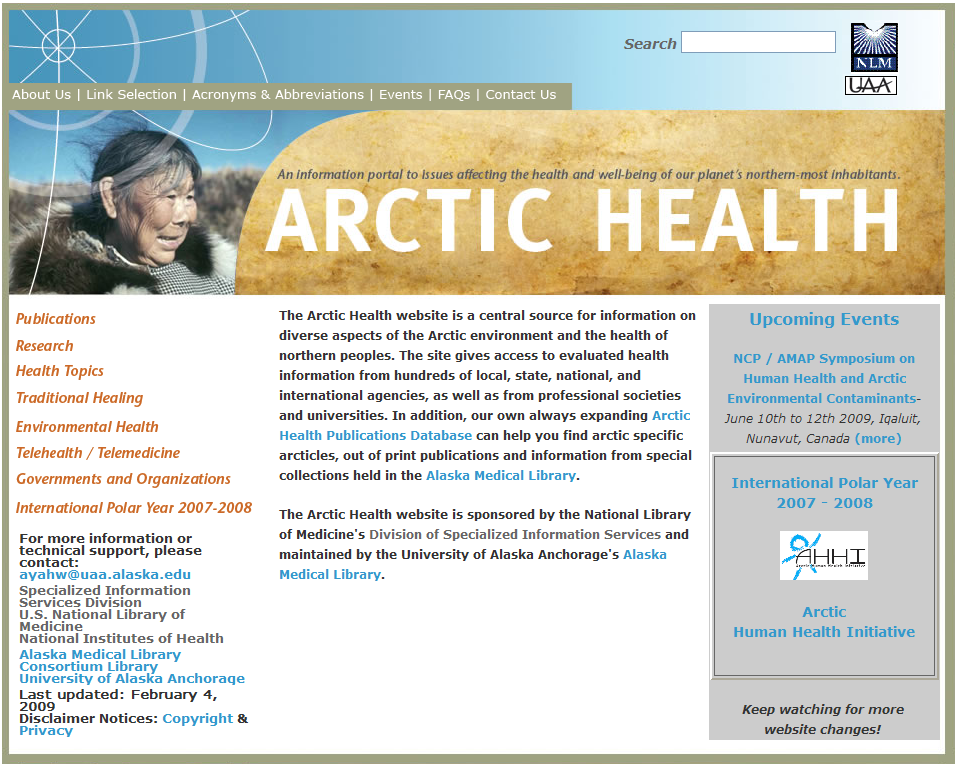 Search
NLM
UAA
About Us | Link Selection | Acronyms & Abbreviations | Events | FAQs | Contact Us
An information portal to issues affecting the health and well-being of our planet's northern-most inhabitants.
ARCTIC HEALTH
Publications
Research
Health Topics
Traditional Healing
Environmental Health
Telehealth / Telemedicine
Governments and Organizations
International Polar Year 2007-2008
For more information or
technical support, please
contact:
ayahw@uaa.alaska.edu
Specialized Information
Services Division
U.S. National Library of
Medicine
National Institutes of Health
Alaska Medical Library
Consortium Library
University of Alaska Anchorage
Last updated: February 4,
2009
Disclaimer Notices: Copyright &
Privacy
The Arctic Health website is a central source for information on
diverse aspects of the Arctic environment and the health of
northern peoples. The site gives access to evaluated health
information from hundreds of local, state, national, and
international agencies, as well as from professional societies
and universities. In addition, our own always expanding Arctic
Health Publications Database can help you find arctic specific
arcticles, out of print publications and information from special
collections held in the Alaska Medical Library.
The Arctic Health website is sponsored by the National Library
of Medicine's Division of Specialized Information Services and
maintained by the University of Alaska Anchorage's Alaska
Medical Library.
Upcoming Events
NCP / AMAP Symposium on
Human Health and Arctic
Environmental Contaminants-
June 10th to 12th 2009, Iqaluit,
Nunavut, Canada (more)
International Polar Year
2007 - 2008
AHHI
Arctic Human Health Initiative
Arctic
Human Health Initiative
Keep watching for more
website changes!